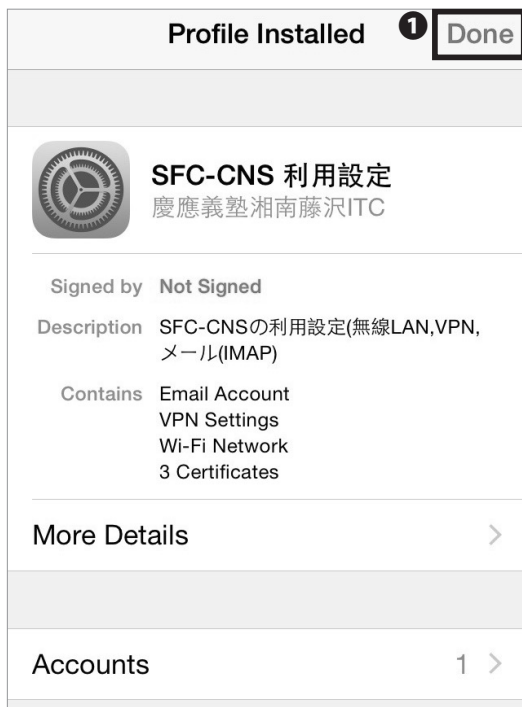 Profile Installed ❶ Done
SFC-CNS 利用設定
慶應義塾湘南藤沢ITC
Signed by Not Signed
Description SFC-CNSの利用設定(無線LAN,VPN,
メール(IMAP)
Contains Email Account
VPN Settings
Wi-Fi Network
3 Certificates
More Details
Accounts 1